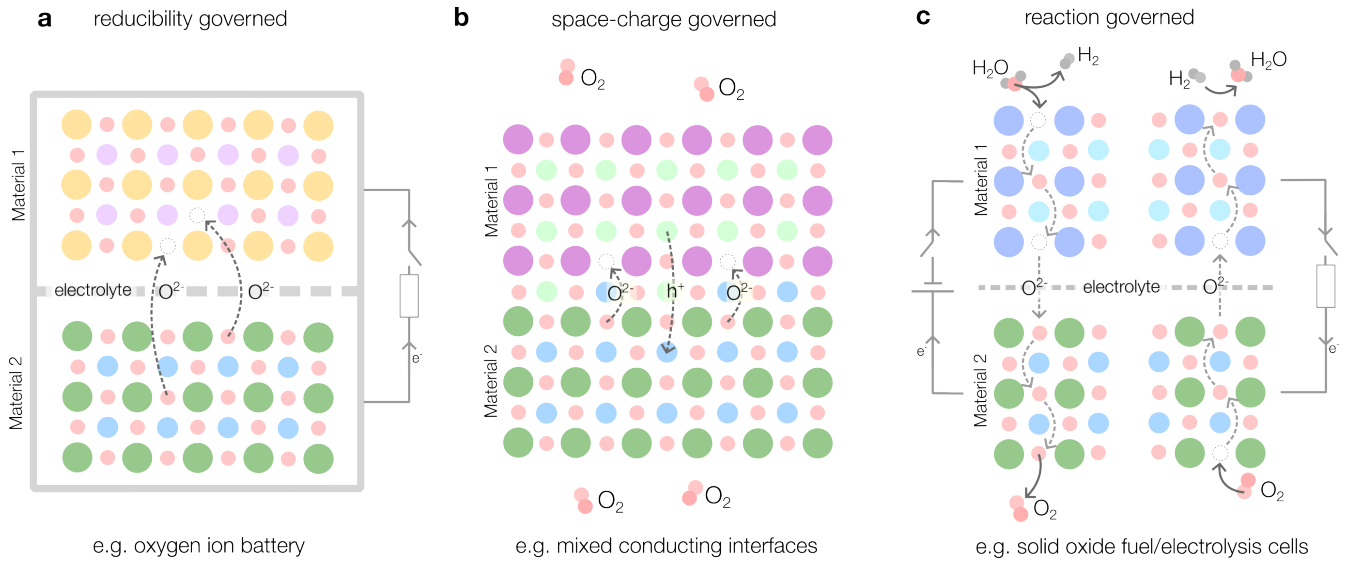 a reducibility governed
Material 1
electrolyte
O²⁻
O²⁻
Material 2
e⁻
e.g. oxygen ion battery
b space-charge governed
O₂
O₂
Material 1
O²⁻
h⁺
O²⁻
Material 2
O₂
O₂
e.g. mixed conducting interfaces
c reaction governed
H₂O
H₂
H₂
H₂O
Material 1
O²⁻
electrolyte
O²⁻
e⁻
e⁻
Material 2
O₂
O₂
e.g. solid oxide fuel/electrolysis cells